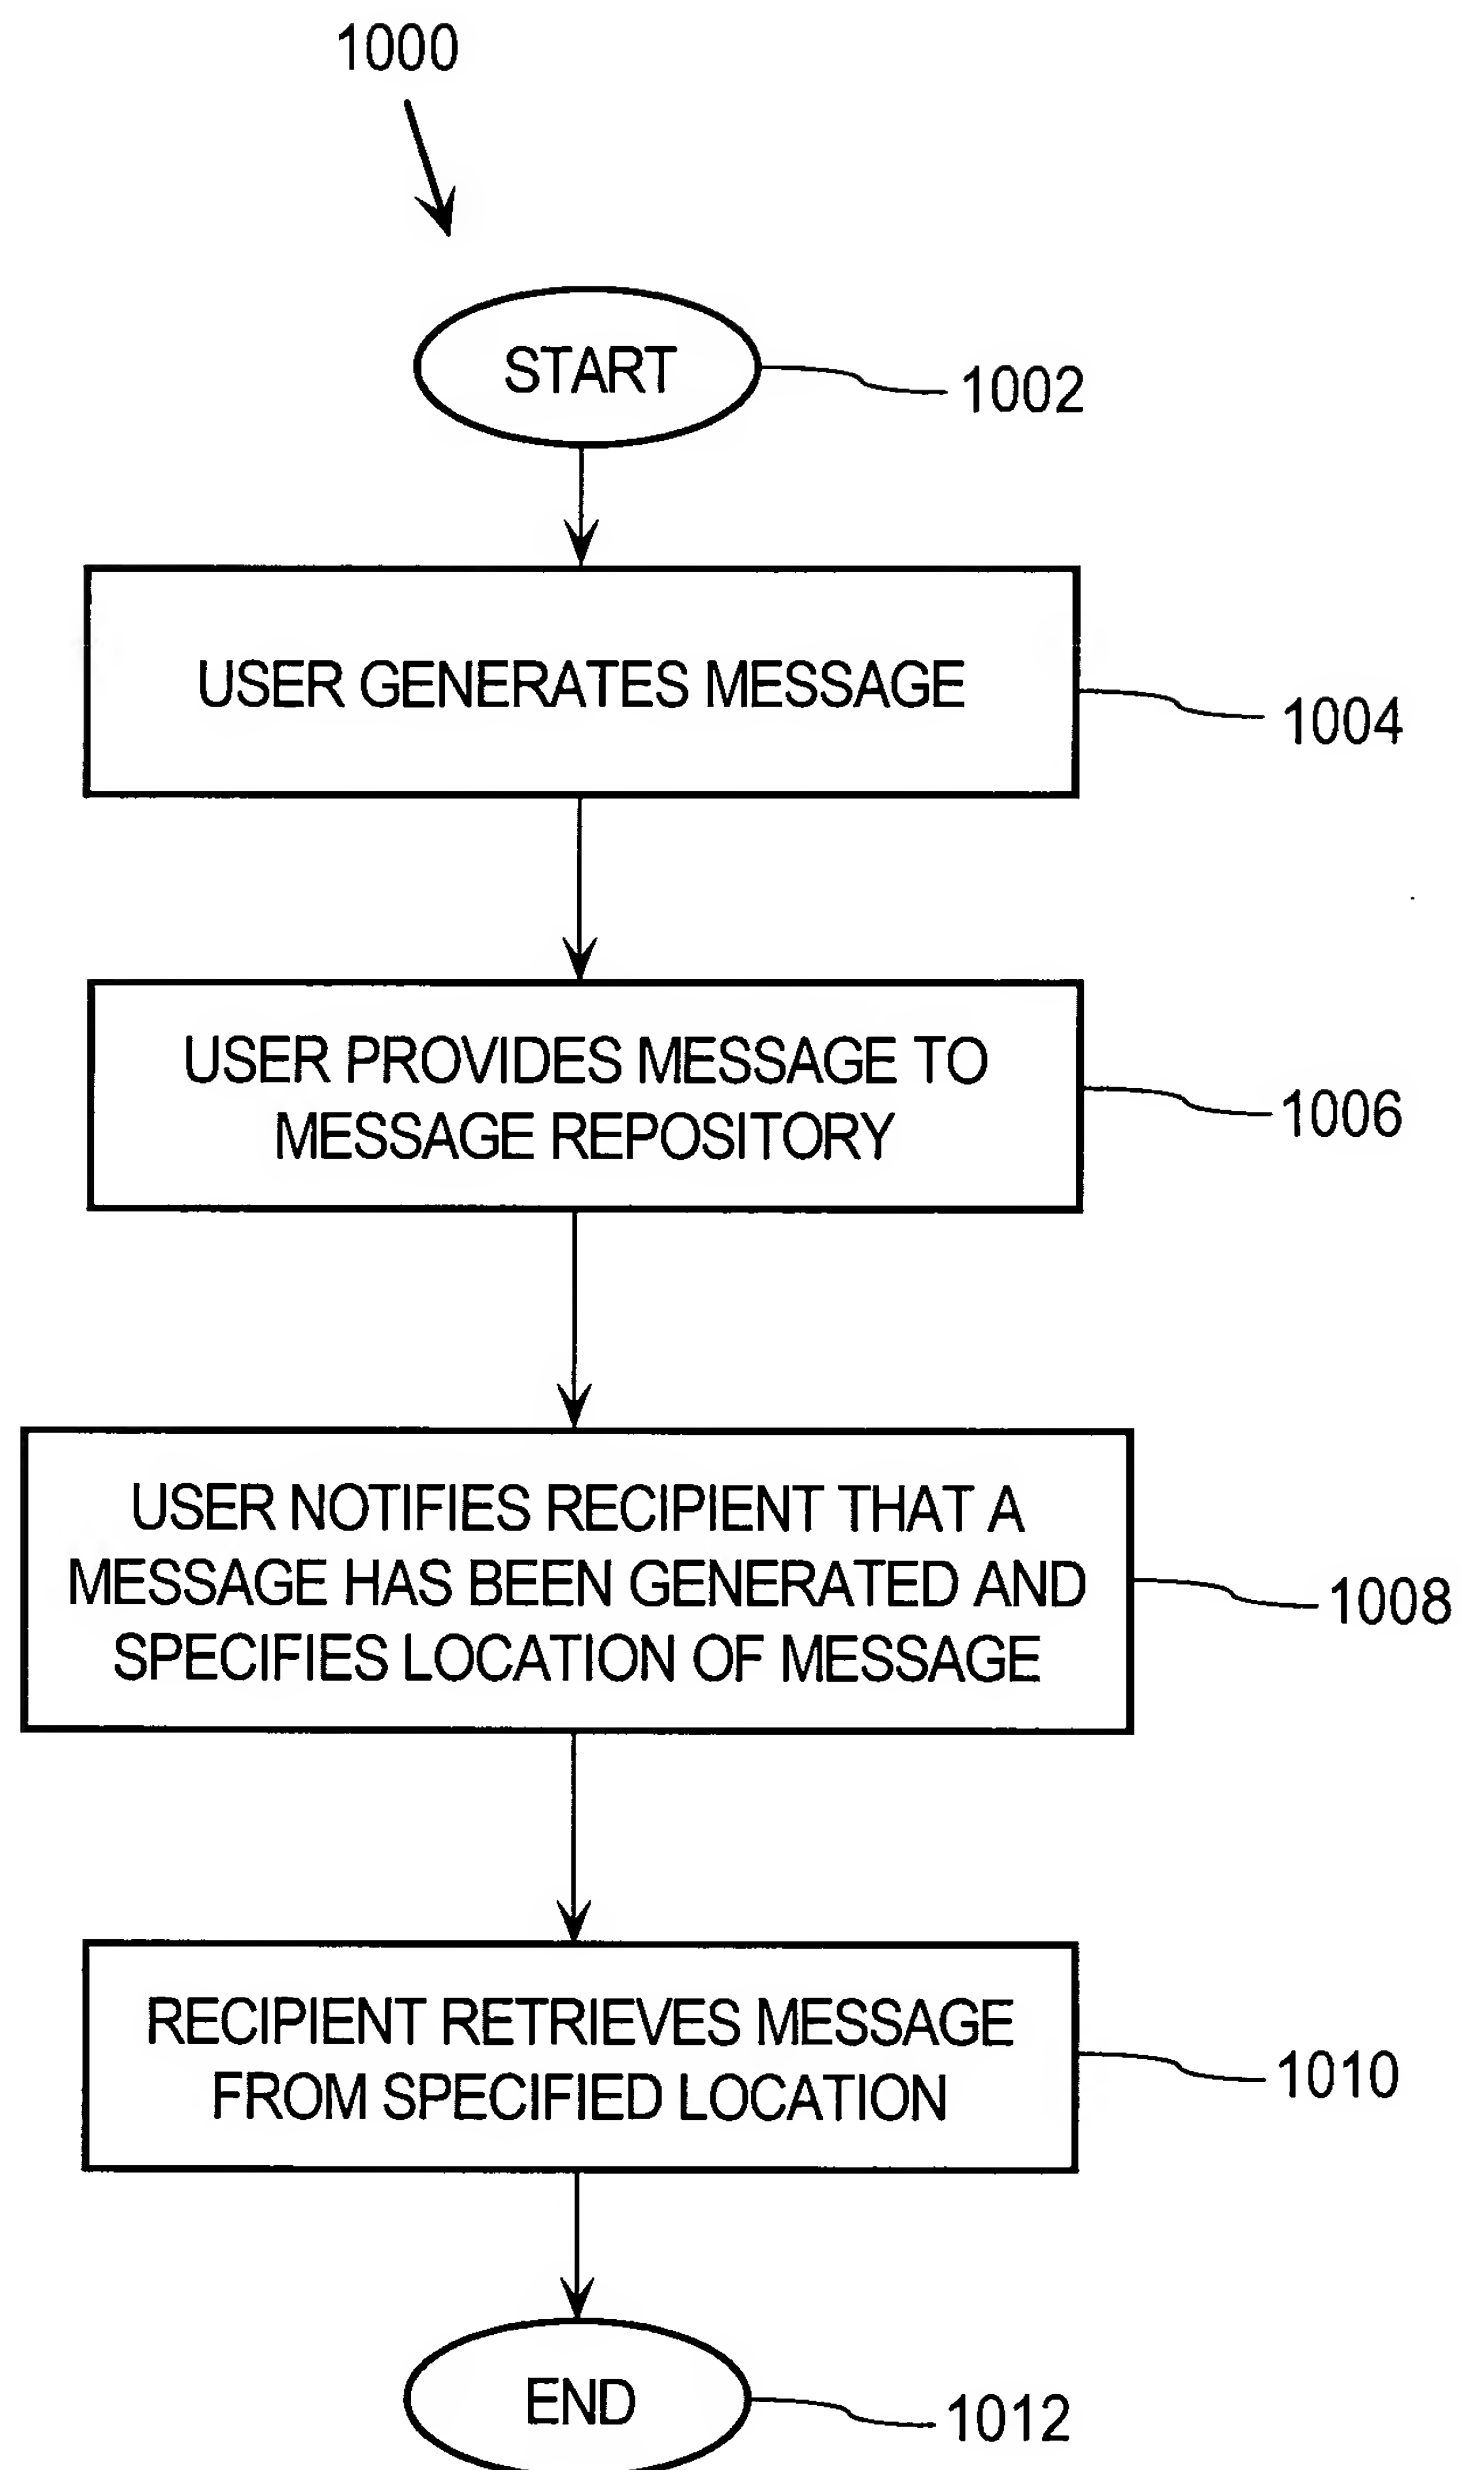 1000
START
1002
USER GENERATES MESSAGE
1004
USER PROVIDES MESSAGE TO
MESSAGE REPOSITORY
1006
USER NOTIFIES RECIPIENT THAT A
MESSAGE HAS BEEN GENERATED AND
SPECIFIES LOCATION OF MESSAGE
1008
RECIPIENT RETRIEVES MESSAGE
FROM SPECIFIED LOCATION
1010
END
1012